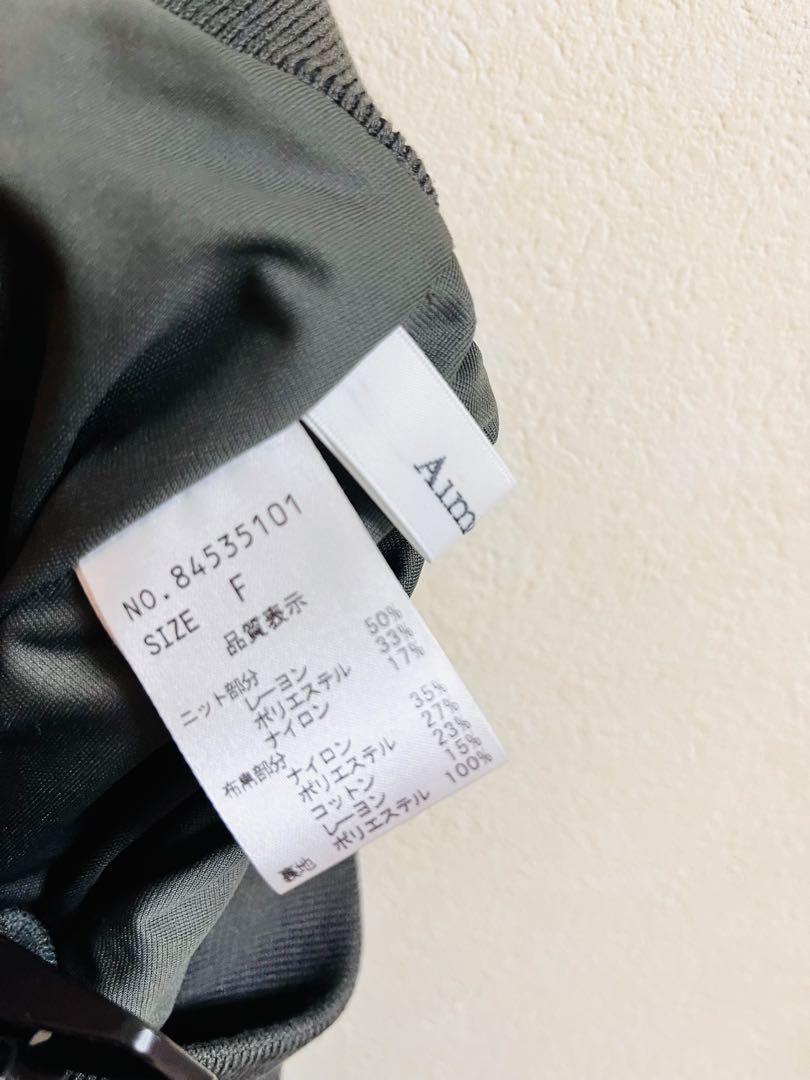 Aim
NO.84535101
SIZE F
品質表示
ニット部分 レーヨン 50%
ポリエステル 33%
ナイロン 17%
布帛部分 ナイロン 35%
ポリエステル 27%
コットン 23%
レーヨン 15%
裏地 ポリエステル 100%